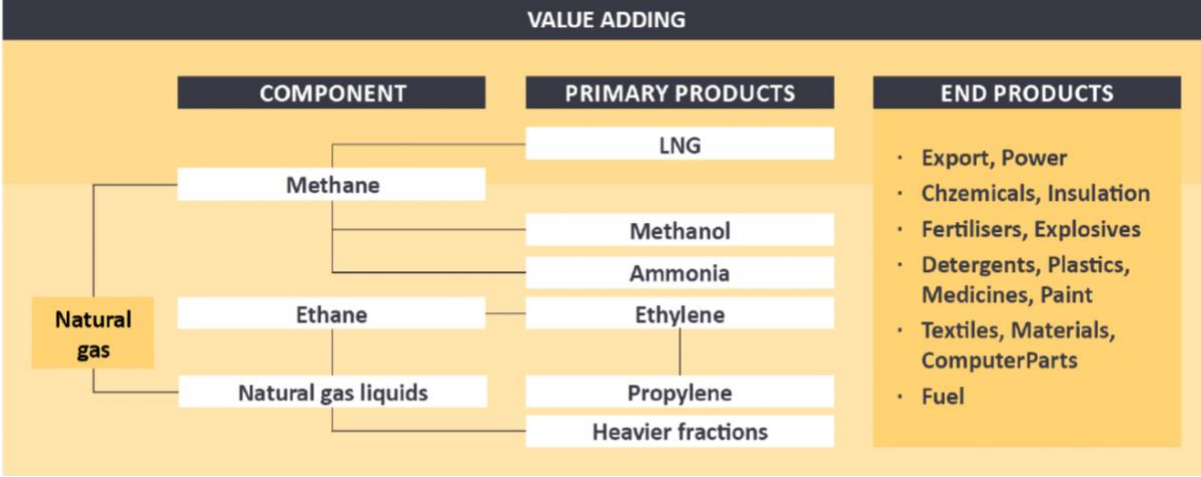 VALUE ADDING
COMPONENT
PRIMARY PRODUCTS
END PRODUCTS
LNG
Methane
Methanol
Ammonia
Ethane
Ethylene
Natural
gas
Natural gas liquids
Propylene
Heavier fractions
· Export, Power
· Chzemicals, Insulation
· Fertilisers, Explosives
· Detergents, Plastics,
Medicines, Paint
· Textiles, Materials,
ComputerParts
· Fuel